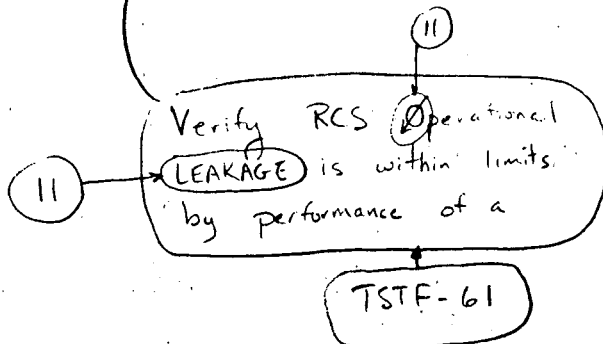 11
Verify RCS Operational
LEAKAGE is within limits
11
by performance of a
TSTF-61